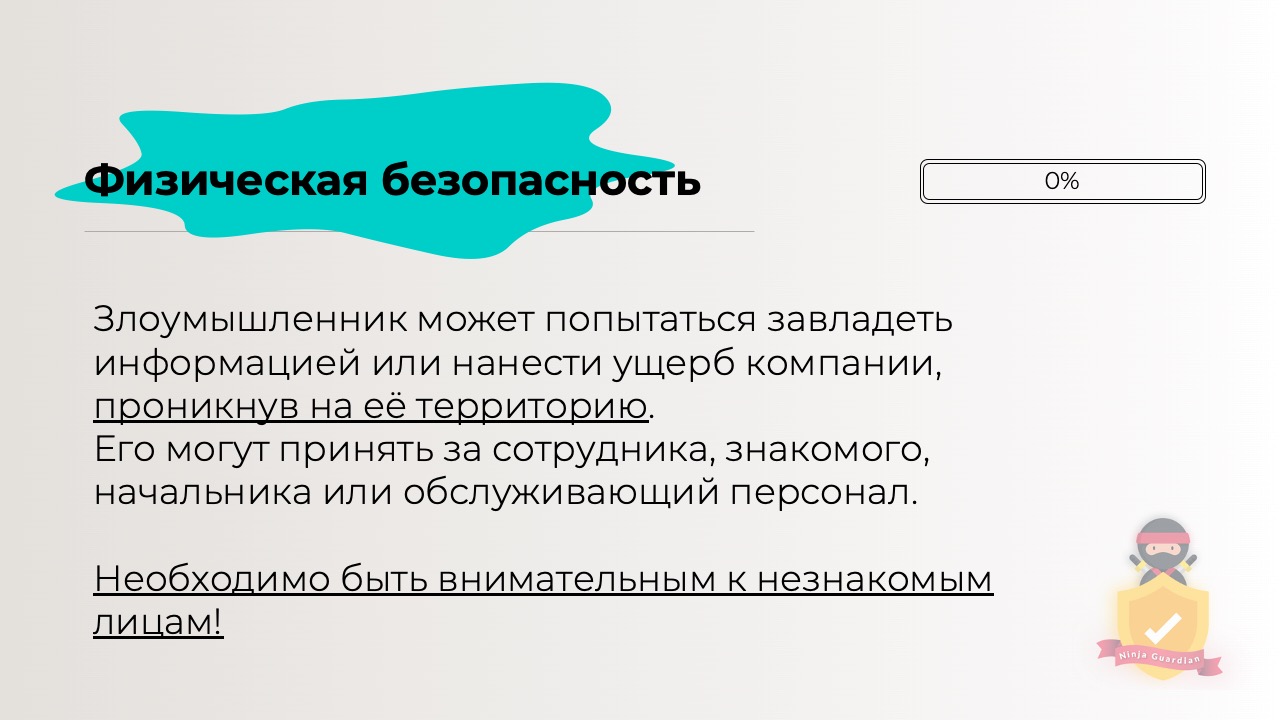 Физическая безопасность
0%
Злоумышленник может попытаться завладеть
информацией или нанести ущерб компании,
проникнув на её территорию.
Его могут принять за сотрудника, знакомого,
начальника или обслуживающий персонал.
Необходимо быть внимательным к незнакомым
лицам!
Ninja Guardian